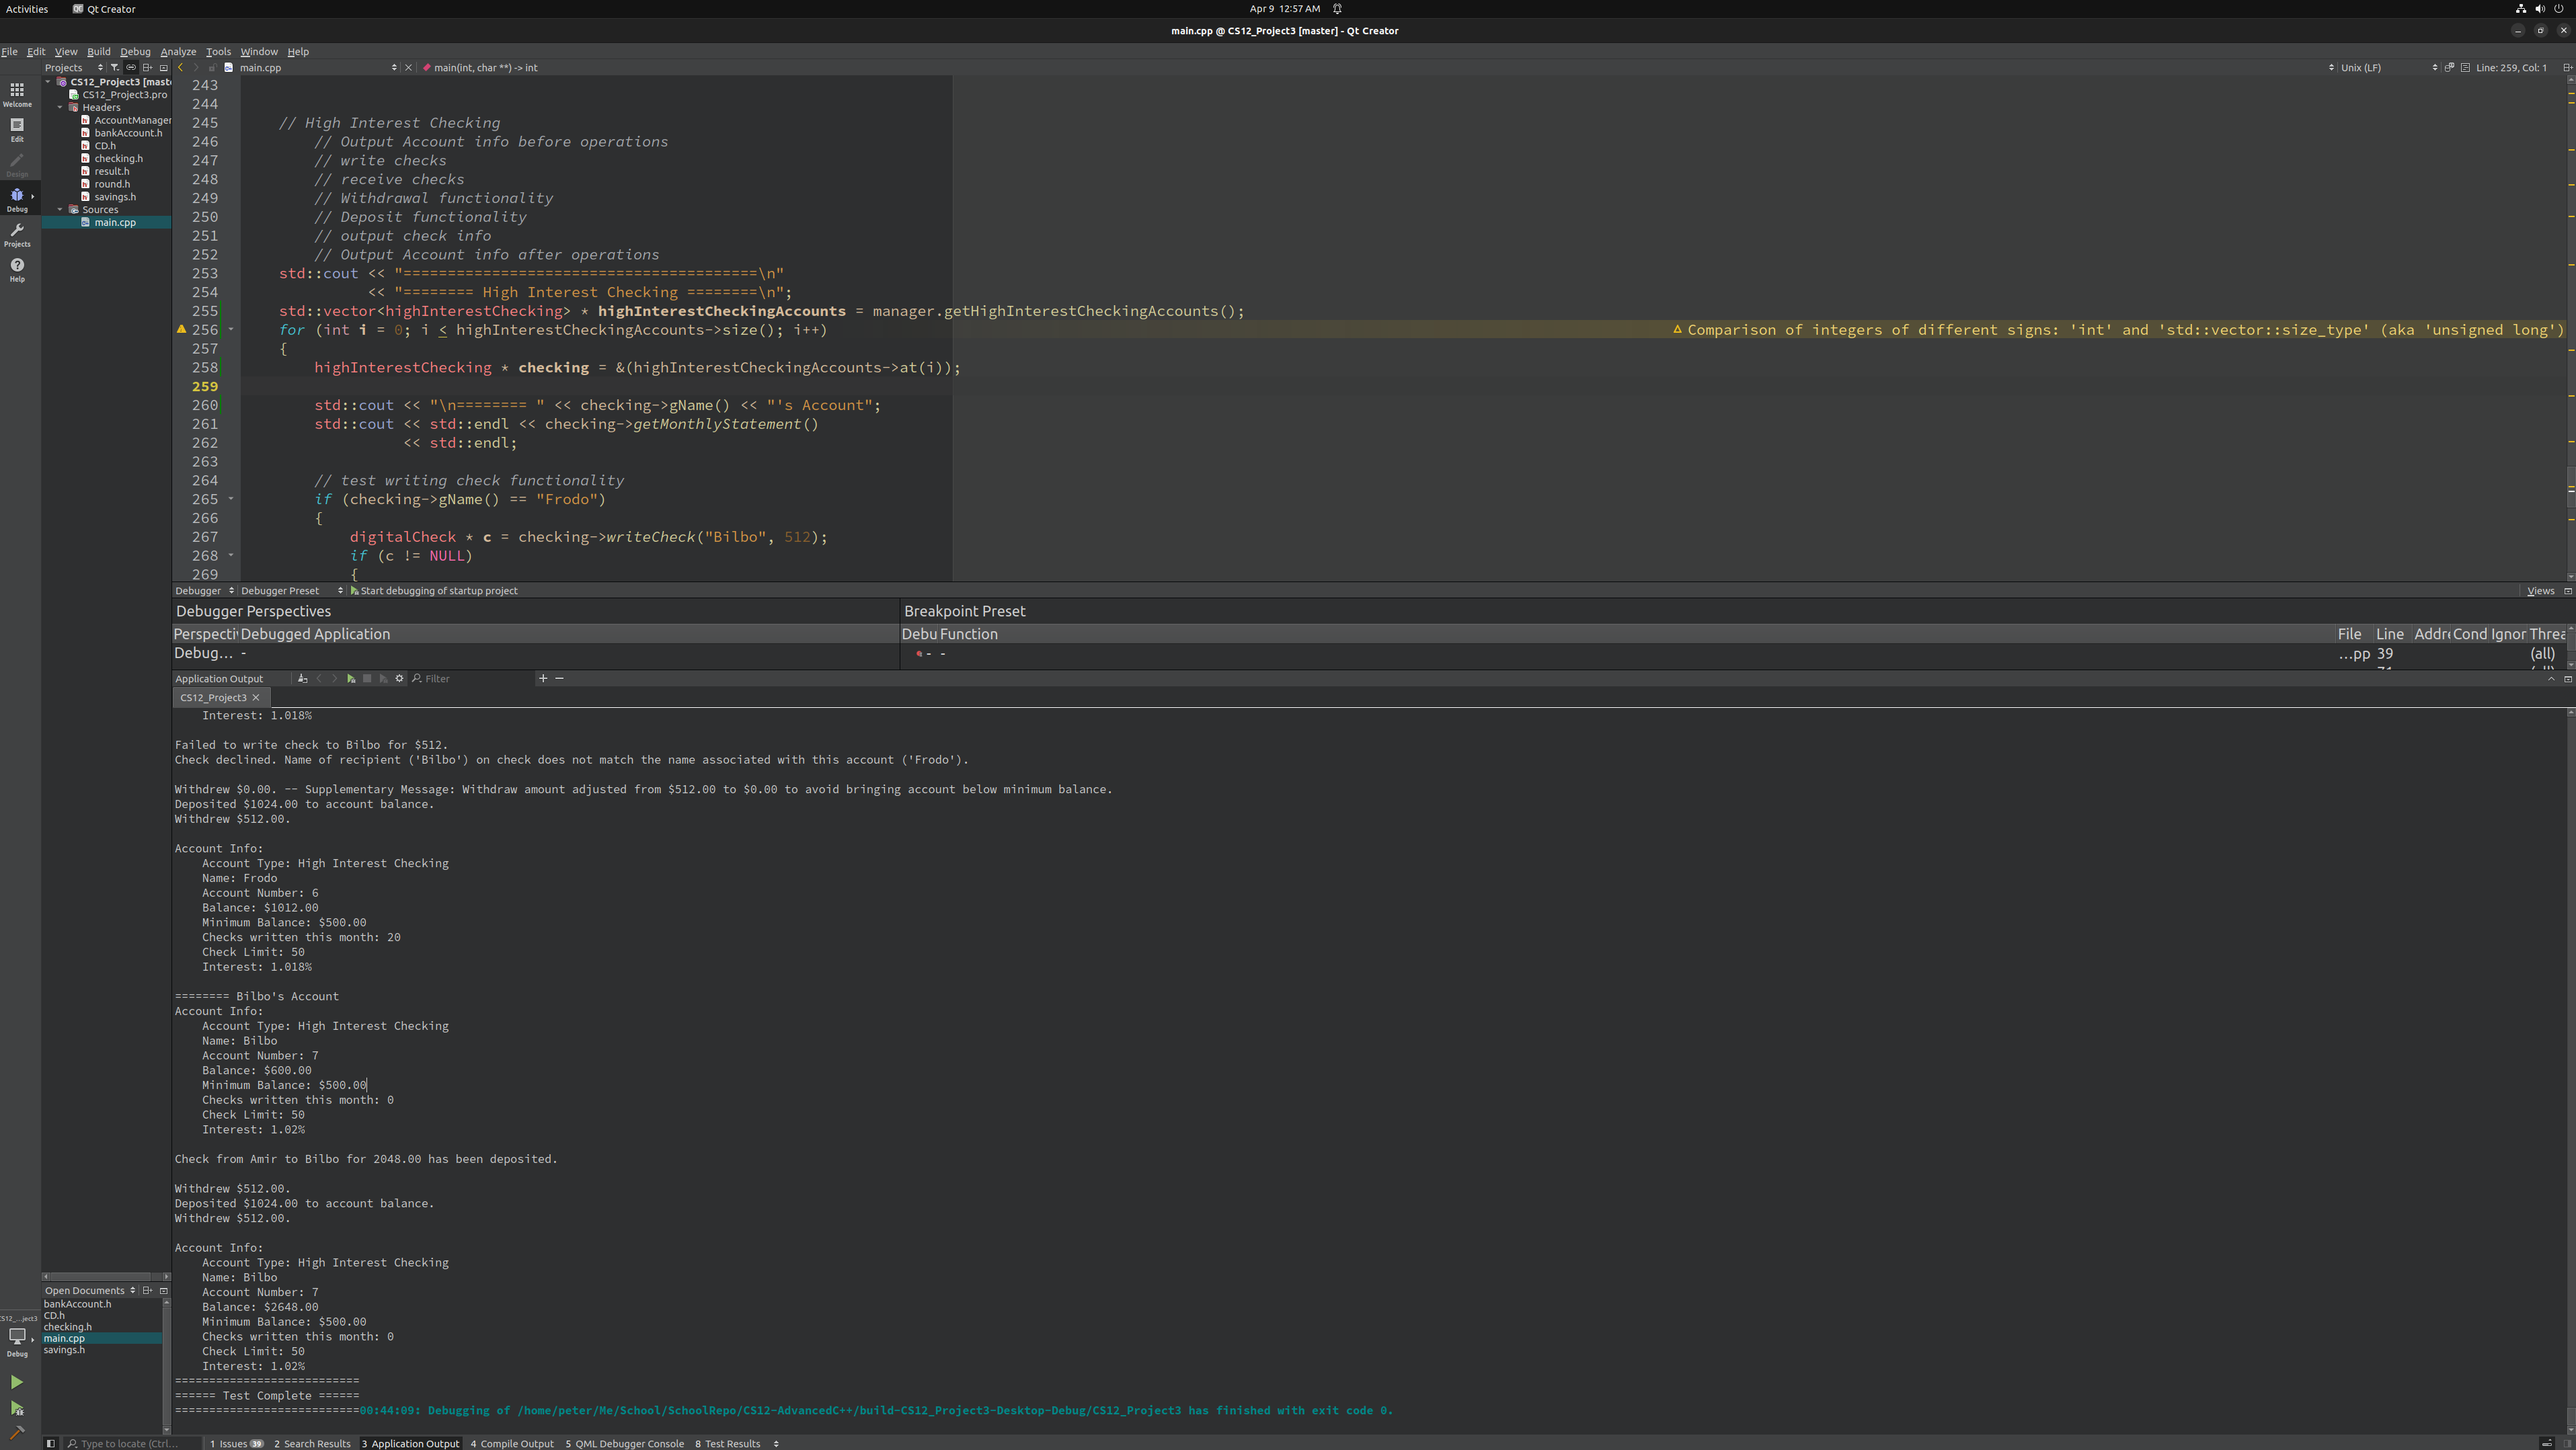 Activities Qt Creator Apr 9 12:57 AM
main.cpp @ CS12_Project3 [master] - Qt Creator
File Edit View Build Debug Analyze Tools Window Help
Projects main.cpp main(int, char **) -> int Unix (LF) Line: 259, Col: 1
Welcome
Edit
Design
Debug
Projects
Help
CS12_Project3 [maste
CS12_Project3.pro
Headers
AccountManager
bankAccount.h
CD.h
checking.h
result.h
round.h
savings.h
Sources
main.cpp
243
244
245 // High Interest Checking
246 // Output Account info before operations
247 // write checks
248 // receive checks
249 // Withdrawal functionality
250 // Deposit functionality
251 // output check info
252 // Output Account info after operations
253 std::cout << "========================================\n"
254 << "======== High Interest Checking ========\n";
255 std::vector<highInterestChecking> * highInterestCheckingAccounts = manager.getHighInterestCheckingAccounts();
256 for (int i = 0; i < highInterestCheckingAccounts->size(); i++) Comparison of integers of different signs: 'int' and 'std::vector::size_type' (aka 'unsigned long')
257 {
258 highInterestChecking * checking = &(highInterestCheckingAccounts->at(i));
259
260 std::cout << "\n======== " << checking->gName() << "'s Account";
261 std::cout << std::endl << checking->getMonthlyStatement()
262 << std::endl;
263
264 // test writing check functionality
265 if (checking->gName() == "Frodo")
266 {
267 digitalCheck * c = checking->writeCheck("Bilbo", 512);
268 if (c != NULL)
269 {
Debugger Debugger Preset Start debugging of startup project Views
Debugger Perspectives Breakpoint Preset
Perspecti Debugged Application Debu Function File Line Addre Cond Ignor Threa
Debug... - - - ...pp 39 (all)
Application Output Filter + −
CS12_Project3
Interest: 1.018%
Failed to write check to Bilbo for $512.
Check declined. Name of recipient ('Bilbo') on check does not match the name associated with this account ('Frodo').
Withdrew $0.00. -- Supplementary Message: Withdraw amount adjusted from $512.00 to $0.00 to avoid bringing account below minimum balance.
Deposited $1024.00 to account balance.
Withdrew $512.00.
Account Info:
Account Type: High Interest Checking
Name: Frodo
Account Number: 6
Balance: $1012.00
Minimum Balance: $500.00
Checks written this month: 20
Check Limit: 50
Interest: 1.018%
======== Bilbo's Account
Account Info:
Account Type: High Interest Checking
Name: Bilbo
Account Number: 7
Balance: $600.00
Minimum Balance: $500.00
Checks written this month: 0
Check Limit: 50
Interest: 1.02%
Check from Amir to Bilbo for 2048.00 has been deposited.
Withdrew $512.00.
Deposited $1024.00 to account balance.
Withdrew $512.00.
Account Info:
Account Type: High Interest Checking
Name: Bilbo
Account Number: 7
Balance: $2648.00
Minimum Balance: $500.00
Checks written this month: 0
Check Limit: 50
Interest: 1.02%
===========================
====== Test Complete ======
===========================00:44:09: Debugging of /home/peter/Me/School/SchoolRepo/CS12-AdvancedC++/build-CS12_Project3-Desktop-Debug/CS12_Project3 has finished with exit code 0.
Open Documents
bankAccount.h
CD.h
checking.h
main.cpp
savings.h
Debug
Type to locate (Ctrl... 1 Issues 39 2 Search Results 3 Application Output 4 Compile Output 5 QML Debugger Console 8 Test Results